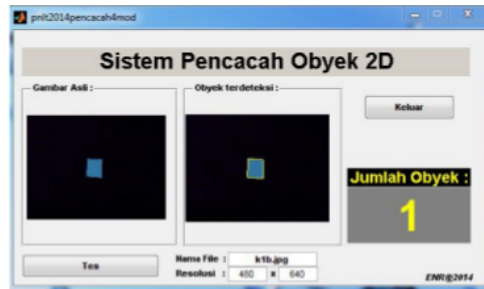 pnlt2014pencacah4mod
Sistem Pencacah Obyek 2D
Gambar Asli :
Obyek terdeteksi :
Keluar
Jumlah Obyek :
1
Tes
Nama File : k1b.jpg
Resolusi : 480 x 640
ENR@2014